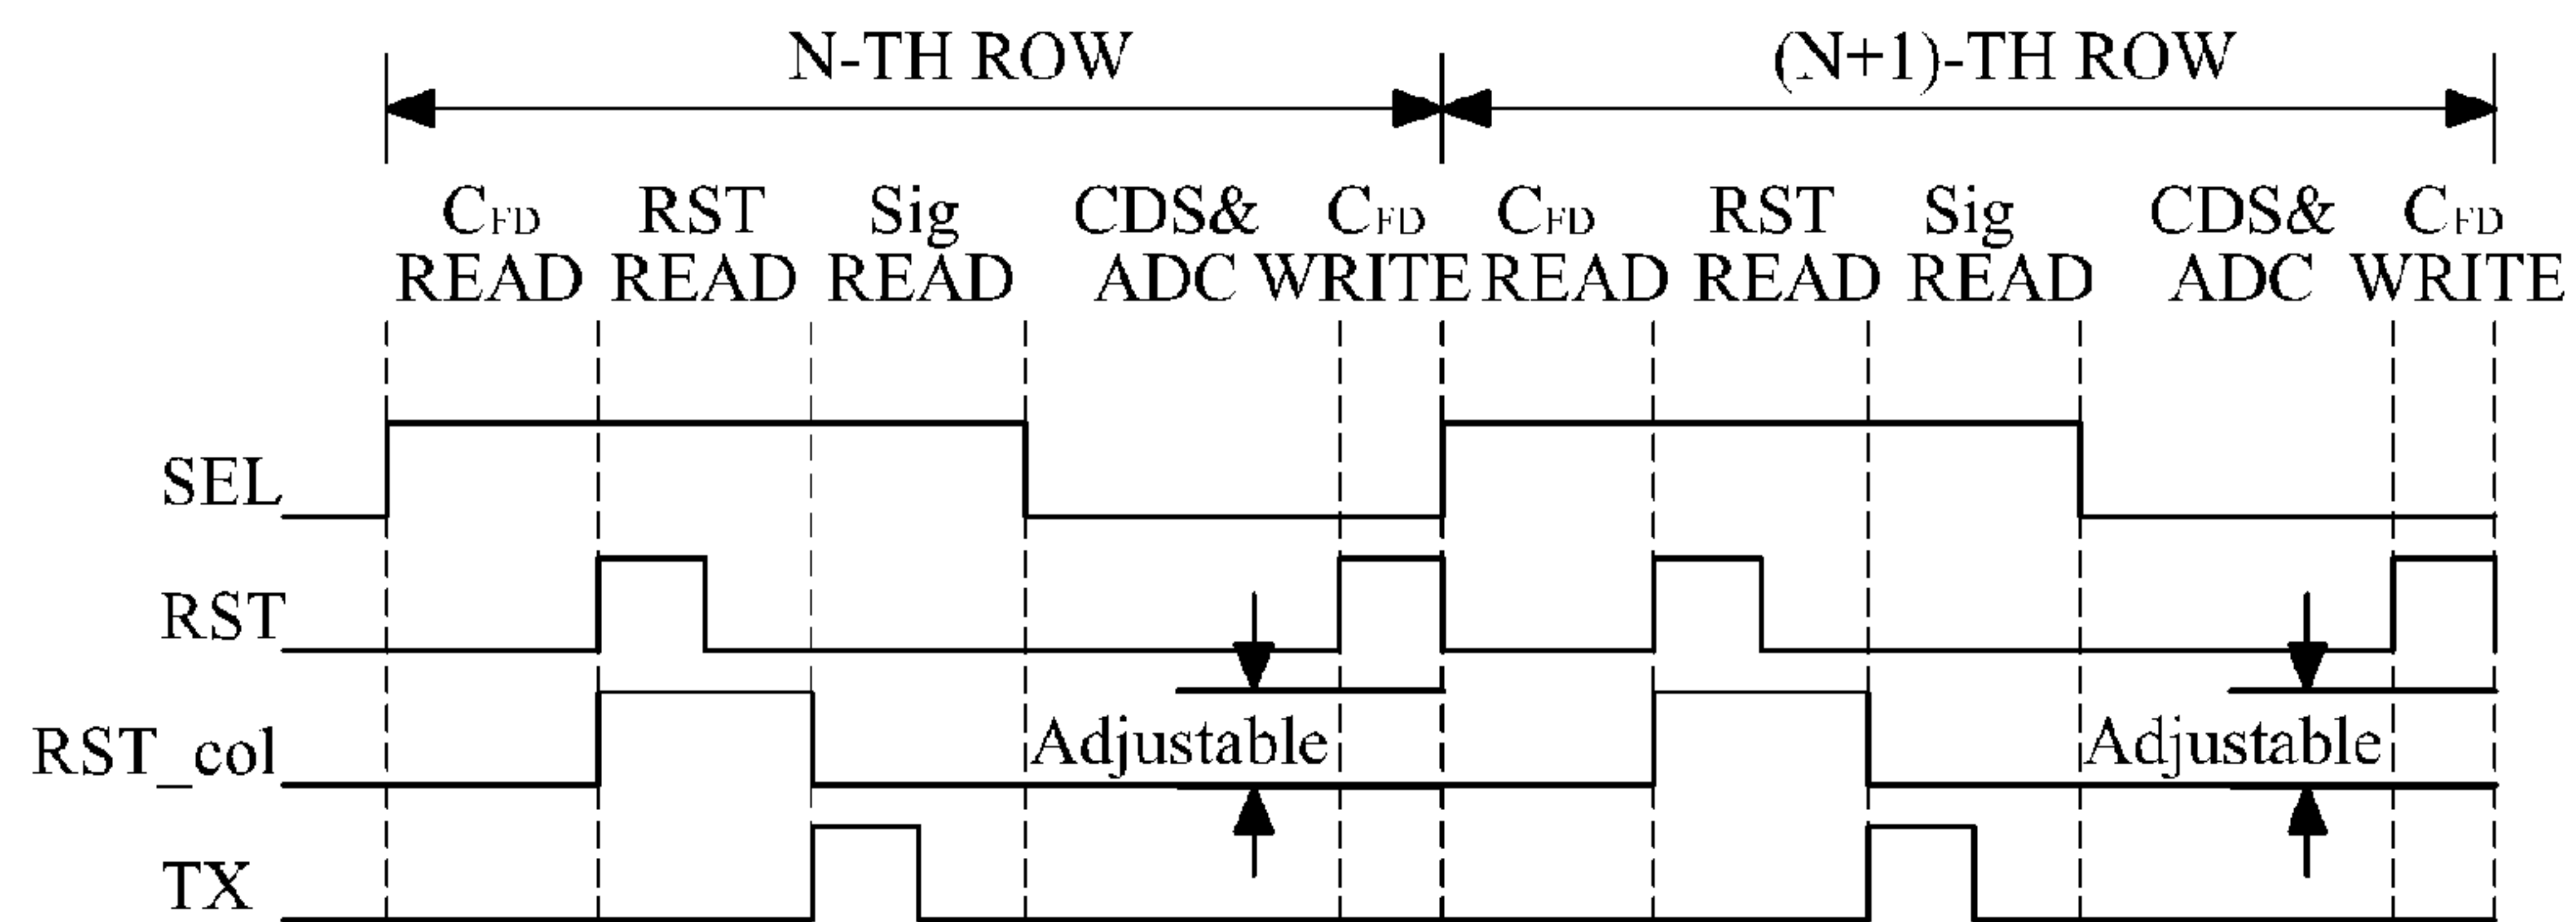 N-TH ROW (N+1)-TH ROW
CFD RST Sig CDS& CFD CFD RST Sig CDS& CFD
READ READ READ ADC WRITE READ READ READ ADC WRITE
SEL
RST
RST_col Adjustable Adjustable
TX